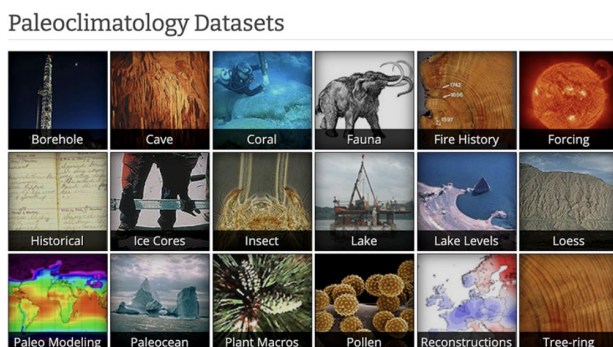 Paleoclimatology Datasets
Borehole
Cave
Coral
Fauna
Fire History
Forcing
Historical
Ice Cores
Insect
Lake
Lake Levels
Loess
Paleo Modeling
Paleocean
Plant Macros
Pollen
Reconstructions
Tree-ring